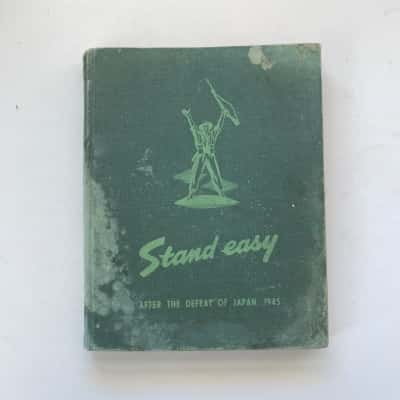 Stand easy
AFTER THE DEFEAT OF JAPAN 1945